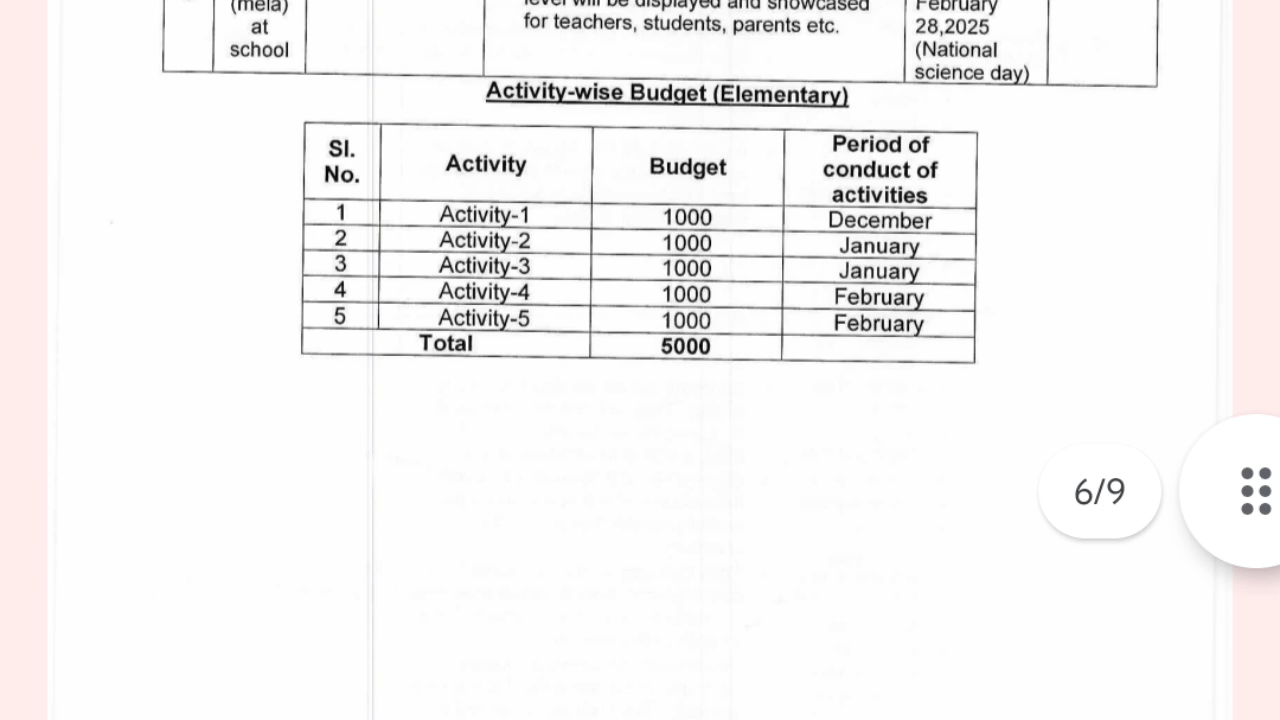 (mela)
at
school
level will be displayed and showcased
for teachers, students, parents etc.
February
28,2025
(National
science day)
Activity-wise Budget (Elementary)
Sl. No. Activity Budget Period of conduct of activities
1 Activity-1 1000 December
2 Activity-2 1000 January
3 Activity-3 1000 January
4 Activity-4 1000 February
5 Activity-5 1000 February
Total 5000
6/9